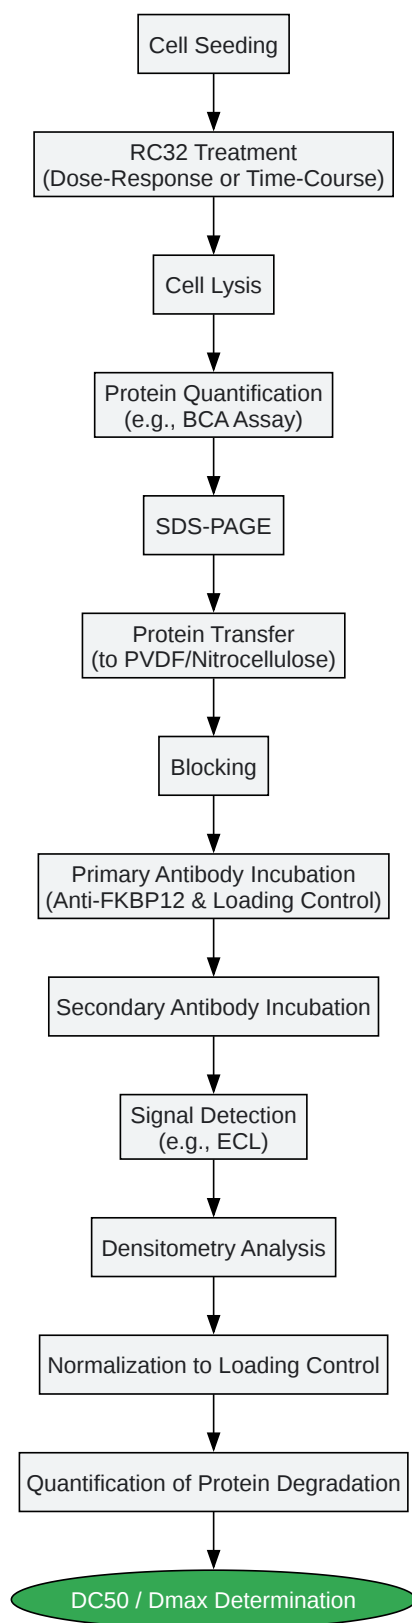 Cell Seeding
RC32 Treatment
(Dose-Response or Time-Course)
Cell Lysis
Protein Quantification
(e.g., BCA Assay)
SDS-PAGE
Protein Transfer
(to PVDF/Nitrocellulose)
Blocking
Primary Antibody Incubation
(Anti-FKBP12 & Loading Control)
Secondary Antibody Incubation
Signal Detection
(e.g., ECL)
Densitometry Analysis
Normalization to Loading Control
Quantification of Protein Degradation
DC50 / Dmax Determination